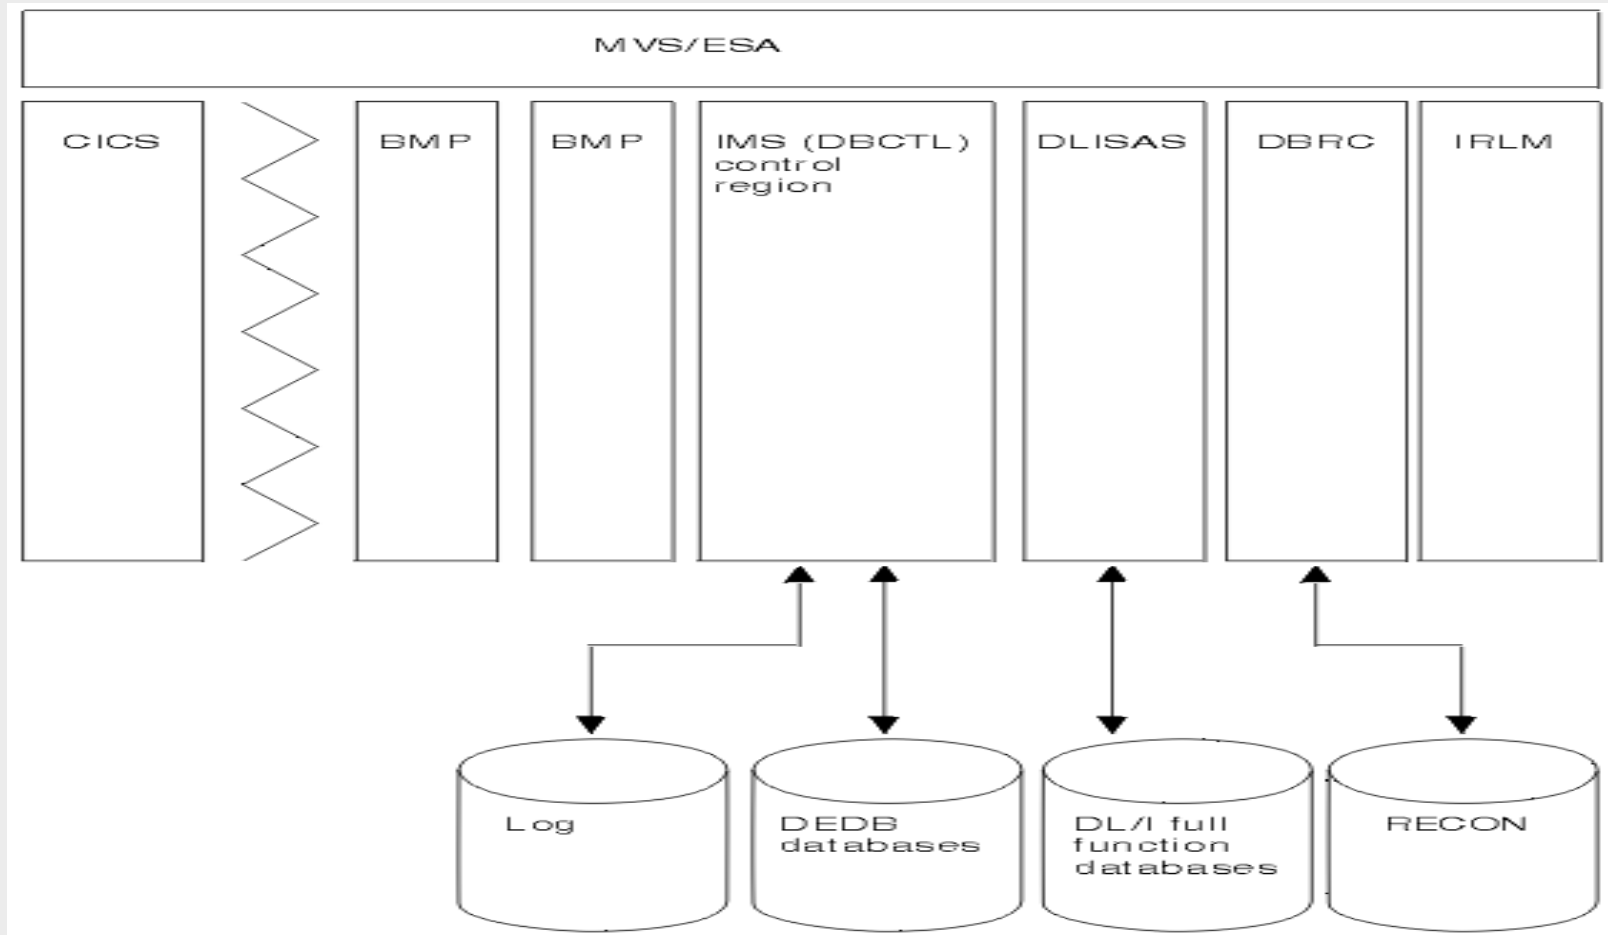 MVS/ESA
CICS
BMP
BMP
IMS (DBCTL)
control
region
DLISAS
DBRC
IRLM
Log
DEDB
databases
DL/I full
function
databases
RECON